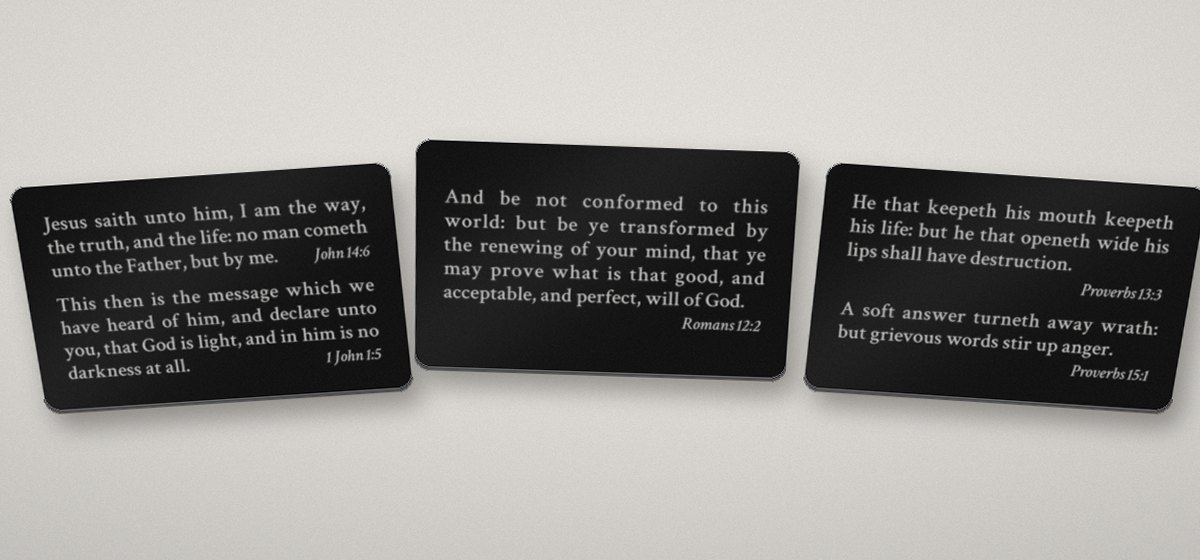 Jesus saith unto him, I am the way,
the truth, and the life: no man cometh
unto the Father, but by me. John 14:6
This then is the message which we
have heard of him, and declare unto
you, that God is light, and in him is no
darkness at all. 1 John 1:5
And be not conformed to this
world: but be ye transformed by
the renewing of your mind, that ye
may prove what is that good, and
acceptable, and perfect, will of God.
Romans 12:2
He that keepeth his mouth keepeth
his life: but he that openeth wide his
lips shall have destruction.
Proverbs 13:3
A soft answer turneth away wrath:
but grievous words stir up anger.
Proverbs 15:1